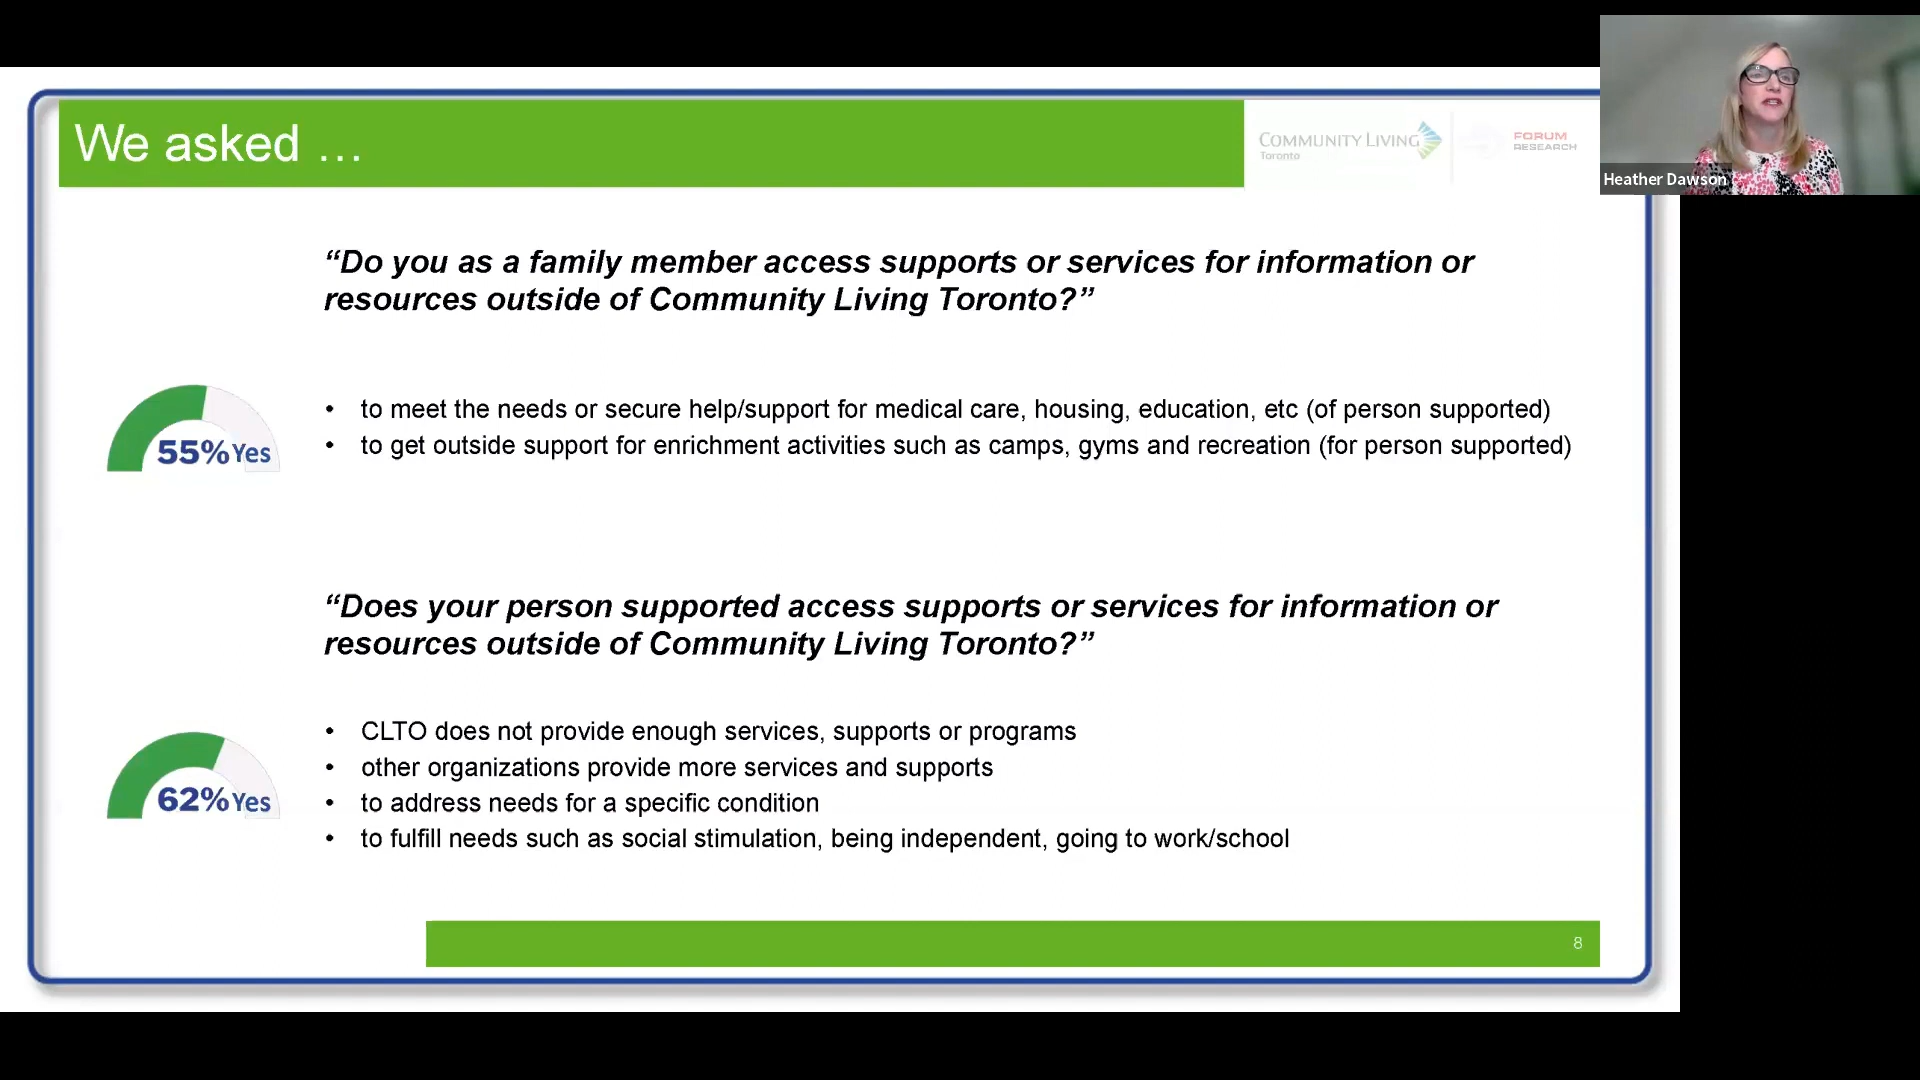 We asked ...
COMMUNITY LIVING
Toronto
FORUM
RESEARCH
Heather Dawson
“Do you as a family member access supports or services for information or
resources outside of Community Living Toronto?”
55% Yes
• to meet the needs or secure help/support for medical care, housing, education, etc (of person supported)
• to get outside support for enrichment activities such as camps, gyms and recreation (for person supported)
“Does your person supported access supports or services for information or
resources outside of Community Living Toronto?”
62% Yes
• CLTO does not provide enough services, supports or programs
• other organizations provide more services and supports
• to address needs for a specific condition
• to fulfill needs such as social stimulation, being independent, going to work/school
8